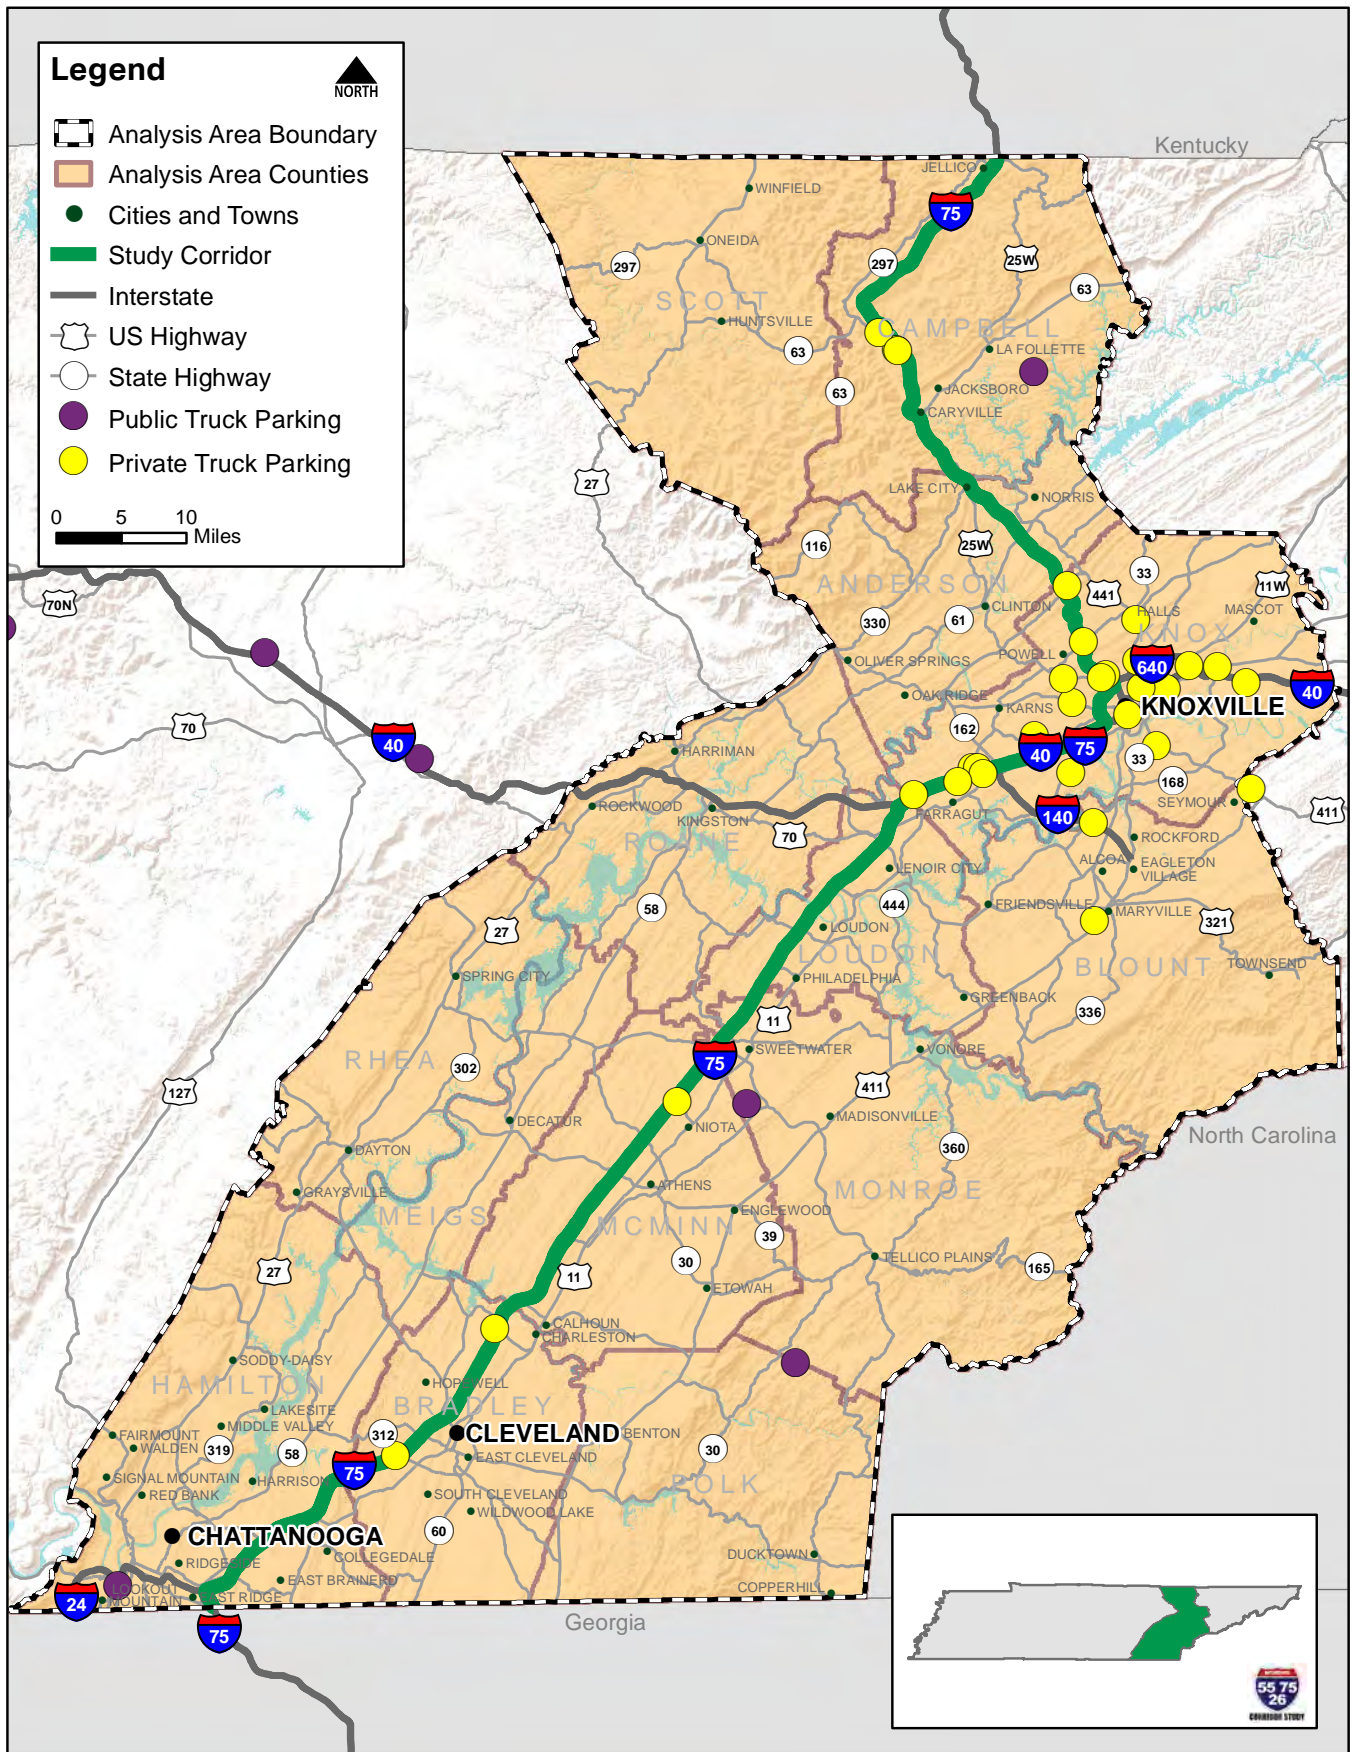 Legend
NORTH
Analysis Area Boundary
Analysis Area Counties
Cities and Towns
Study Corridor
Interstate
US Highway
State Highway
Public Truck Parking
Private Truck Parking
0 5 10
Miles
Kentucky
JELLICO
WINFIELD
75
ONEIDA
297
297
25W
63
SCOTT
HUNTSVILLE
CAMPBELL
63
LA FOLLETTE
63
JACKSBORO
CARYVILLE
27
LAKE CITY
NORRIS
116
25W
33
ANDERSON
441
11W
70N
CLINTON
HALLS
MASCOT
330
61
KNOX
OLIVER SPRINGS
POWELL
640
40
OAK RIDGE
KARNS
KNOXVILLE
70
162
40
HARRIMAN
40
75
33
168
ROCKWOOD
KINGSTON
FARRAGUT
SEYMOUR
411
140
ROANE
70
ROCKFORD
ALCOA
EAGLETON
VILLAGE
LENOIR CITY
58
444
FRIENDSVILLE
MARYVILLE
321
27
LOUDON
LOUDON
SPRING CITY
PHILADELPHIA
BLOUNT
TOWNSEND
GREENBACK
336
11
RHEA
302
75
SWEETWATER
VONORE
127
411
DECATUR
NIOTA
MADISONVILLE
North Carolina
DAYTON
360
GRAYSVILLE
ATHENS
MONROE
MEIGS
ENGLEWOOD
MCMINN
39
27
30
TELLICO PLAINS
11
165
ETOWAH
CALHOUN
CHARLESTON
SODDY-DAISY
HAMILTON
HOPEWELL
BRADLEY
LAKESITE
MIDDLE VALLEY
FAIRMOUNT
WALDEN
319
58
312
CLEVELAND
BENTON
30
EAST CLEVELAND
75
SIGNAL MOUNTAIN
HARRISON
POLK
RED BANK
SOUTH CLEVELAND
WILDWOOD LAKE
CHATTANOOGA
60
RIDGESIDE
COLLEGEDALE
DUCKTOWN
EAST BRAINERD
COPPERHILL
LOOKOUT
MOUNTAIN
EAST RIDGE
24
75
Georgia
INTERSTATE
55 75
26
CORRIDOR STUDY